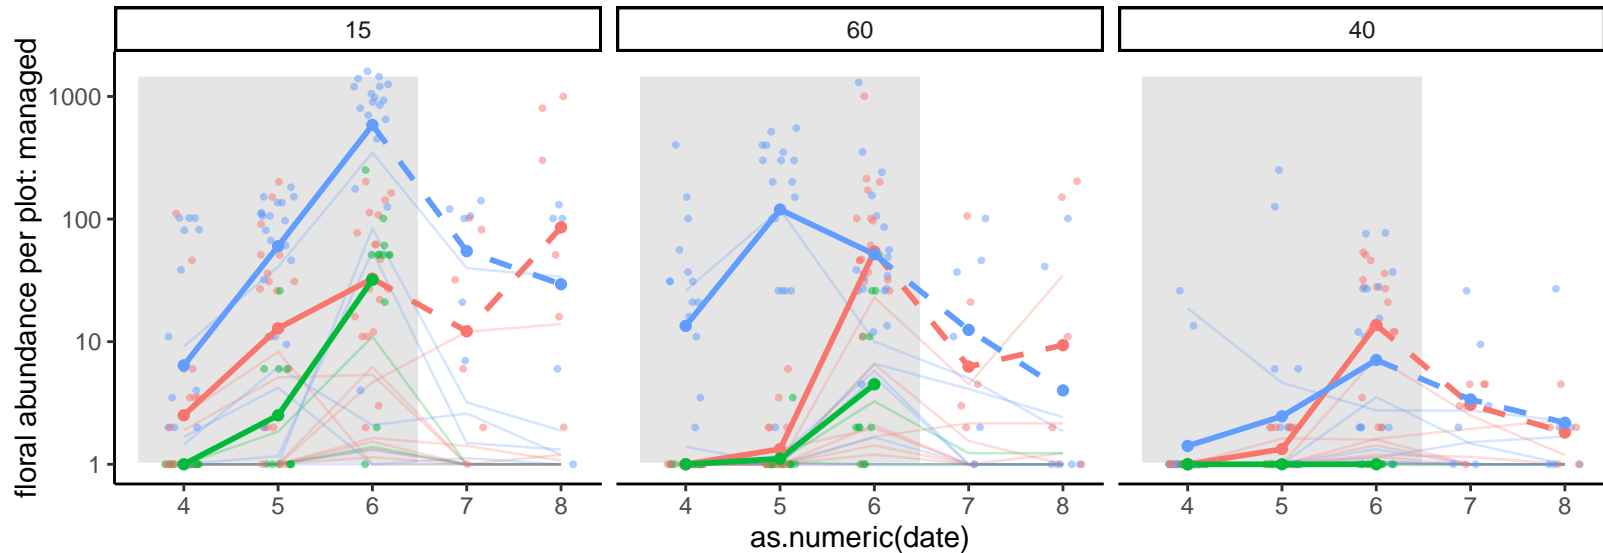 15 60 40
floral abundance per plot: managed
1000
100
10
1
4 5 6 7 8 4 5 6 7 8 4 5 6 7 8
as.numeric(date)